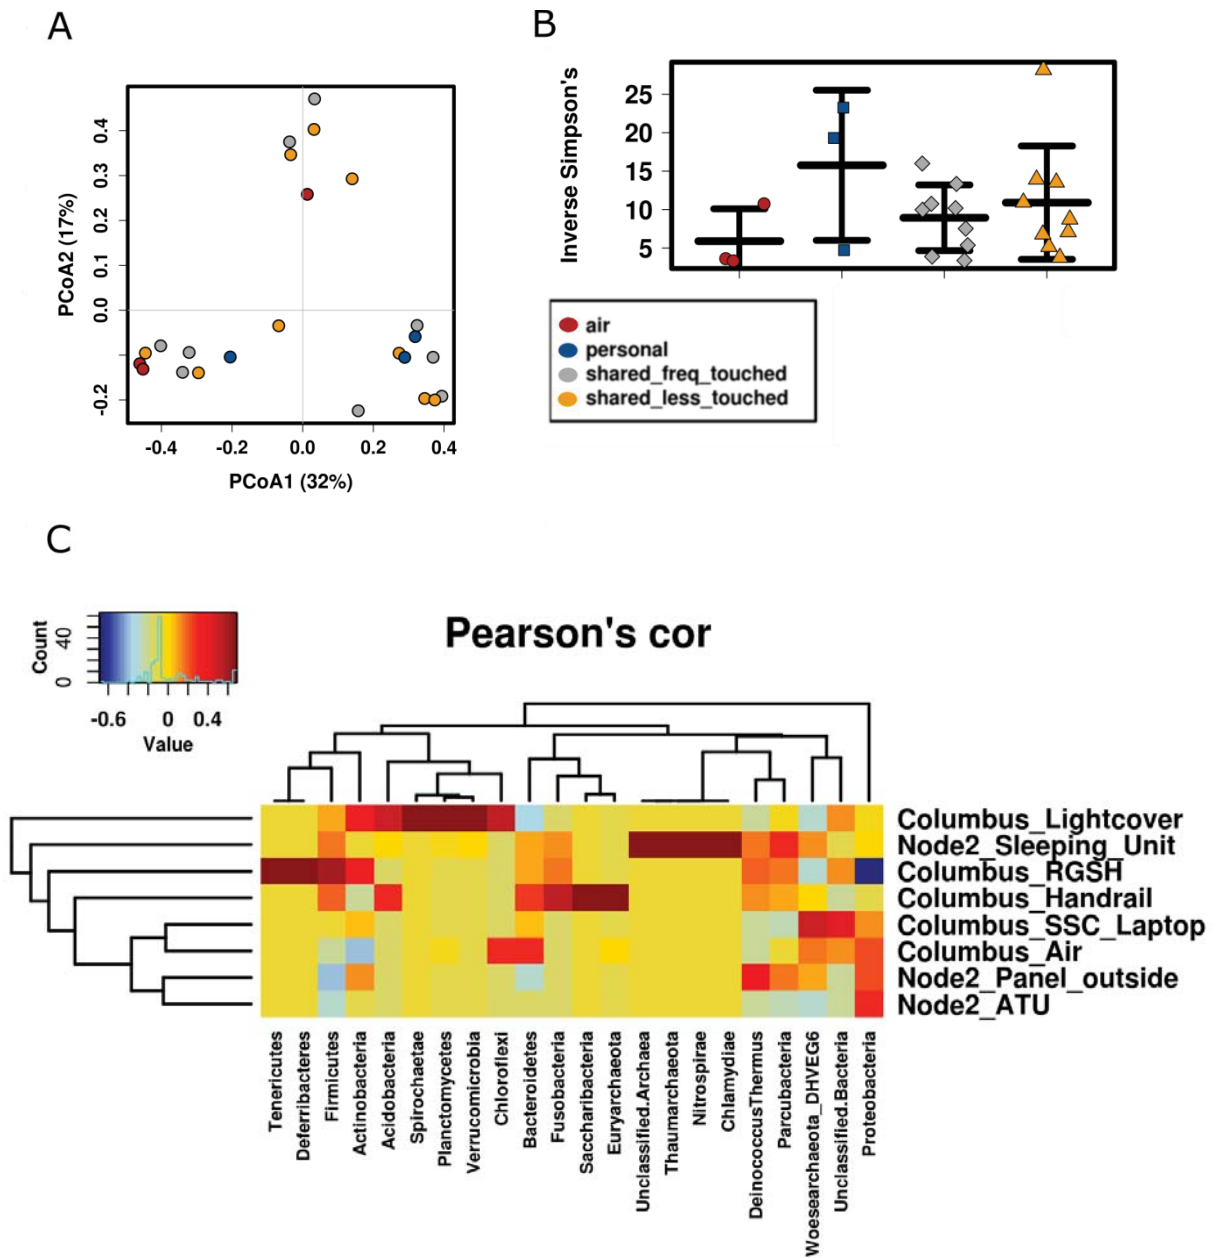 A
B
0.4
0.3
0.2
0.1
0.0
-0.2
PCoA2 (17%)
-0.4
-0.2
0.0
0.2
0.4
PCoA1 (32%)
Inverse Simpson's
25
20
15
10
5
air
personal
shared_freq_touched
shared_less_touched
C
Count
40
0
-0.6
0
0.4
Value
Pearson's cor
Columbus_Lightcover
Node2_Sleeping_Unit
Columbus_RGSH
Columbus_Handrail
Columbus_SSC_Laptop
Columbus_Air
Node2_Panel_outside
Node2_ATU
Tenericutes
Deferribacteres
Firmicutes
Actinobacteria
Acidobacteria
Spirochaetae
Planctomycetes
Verrucomicrobia
Chloroflexi
Bacteroidetes
Fusobacteria
Saccharibacteria
Euryarchaeota
Unclassified.Archaea
Thaumarchaeota
Nitrospirae
Chlamydiae
DeinococcusThermus
Parcubacteria
Woesearchaeota_DHVEG6
Unclassified.Bacteria
Proteobacteria